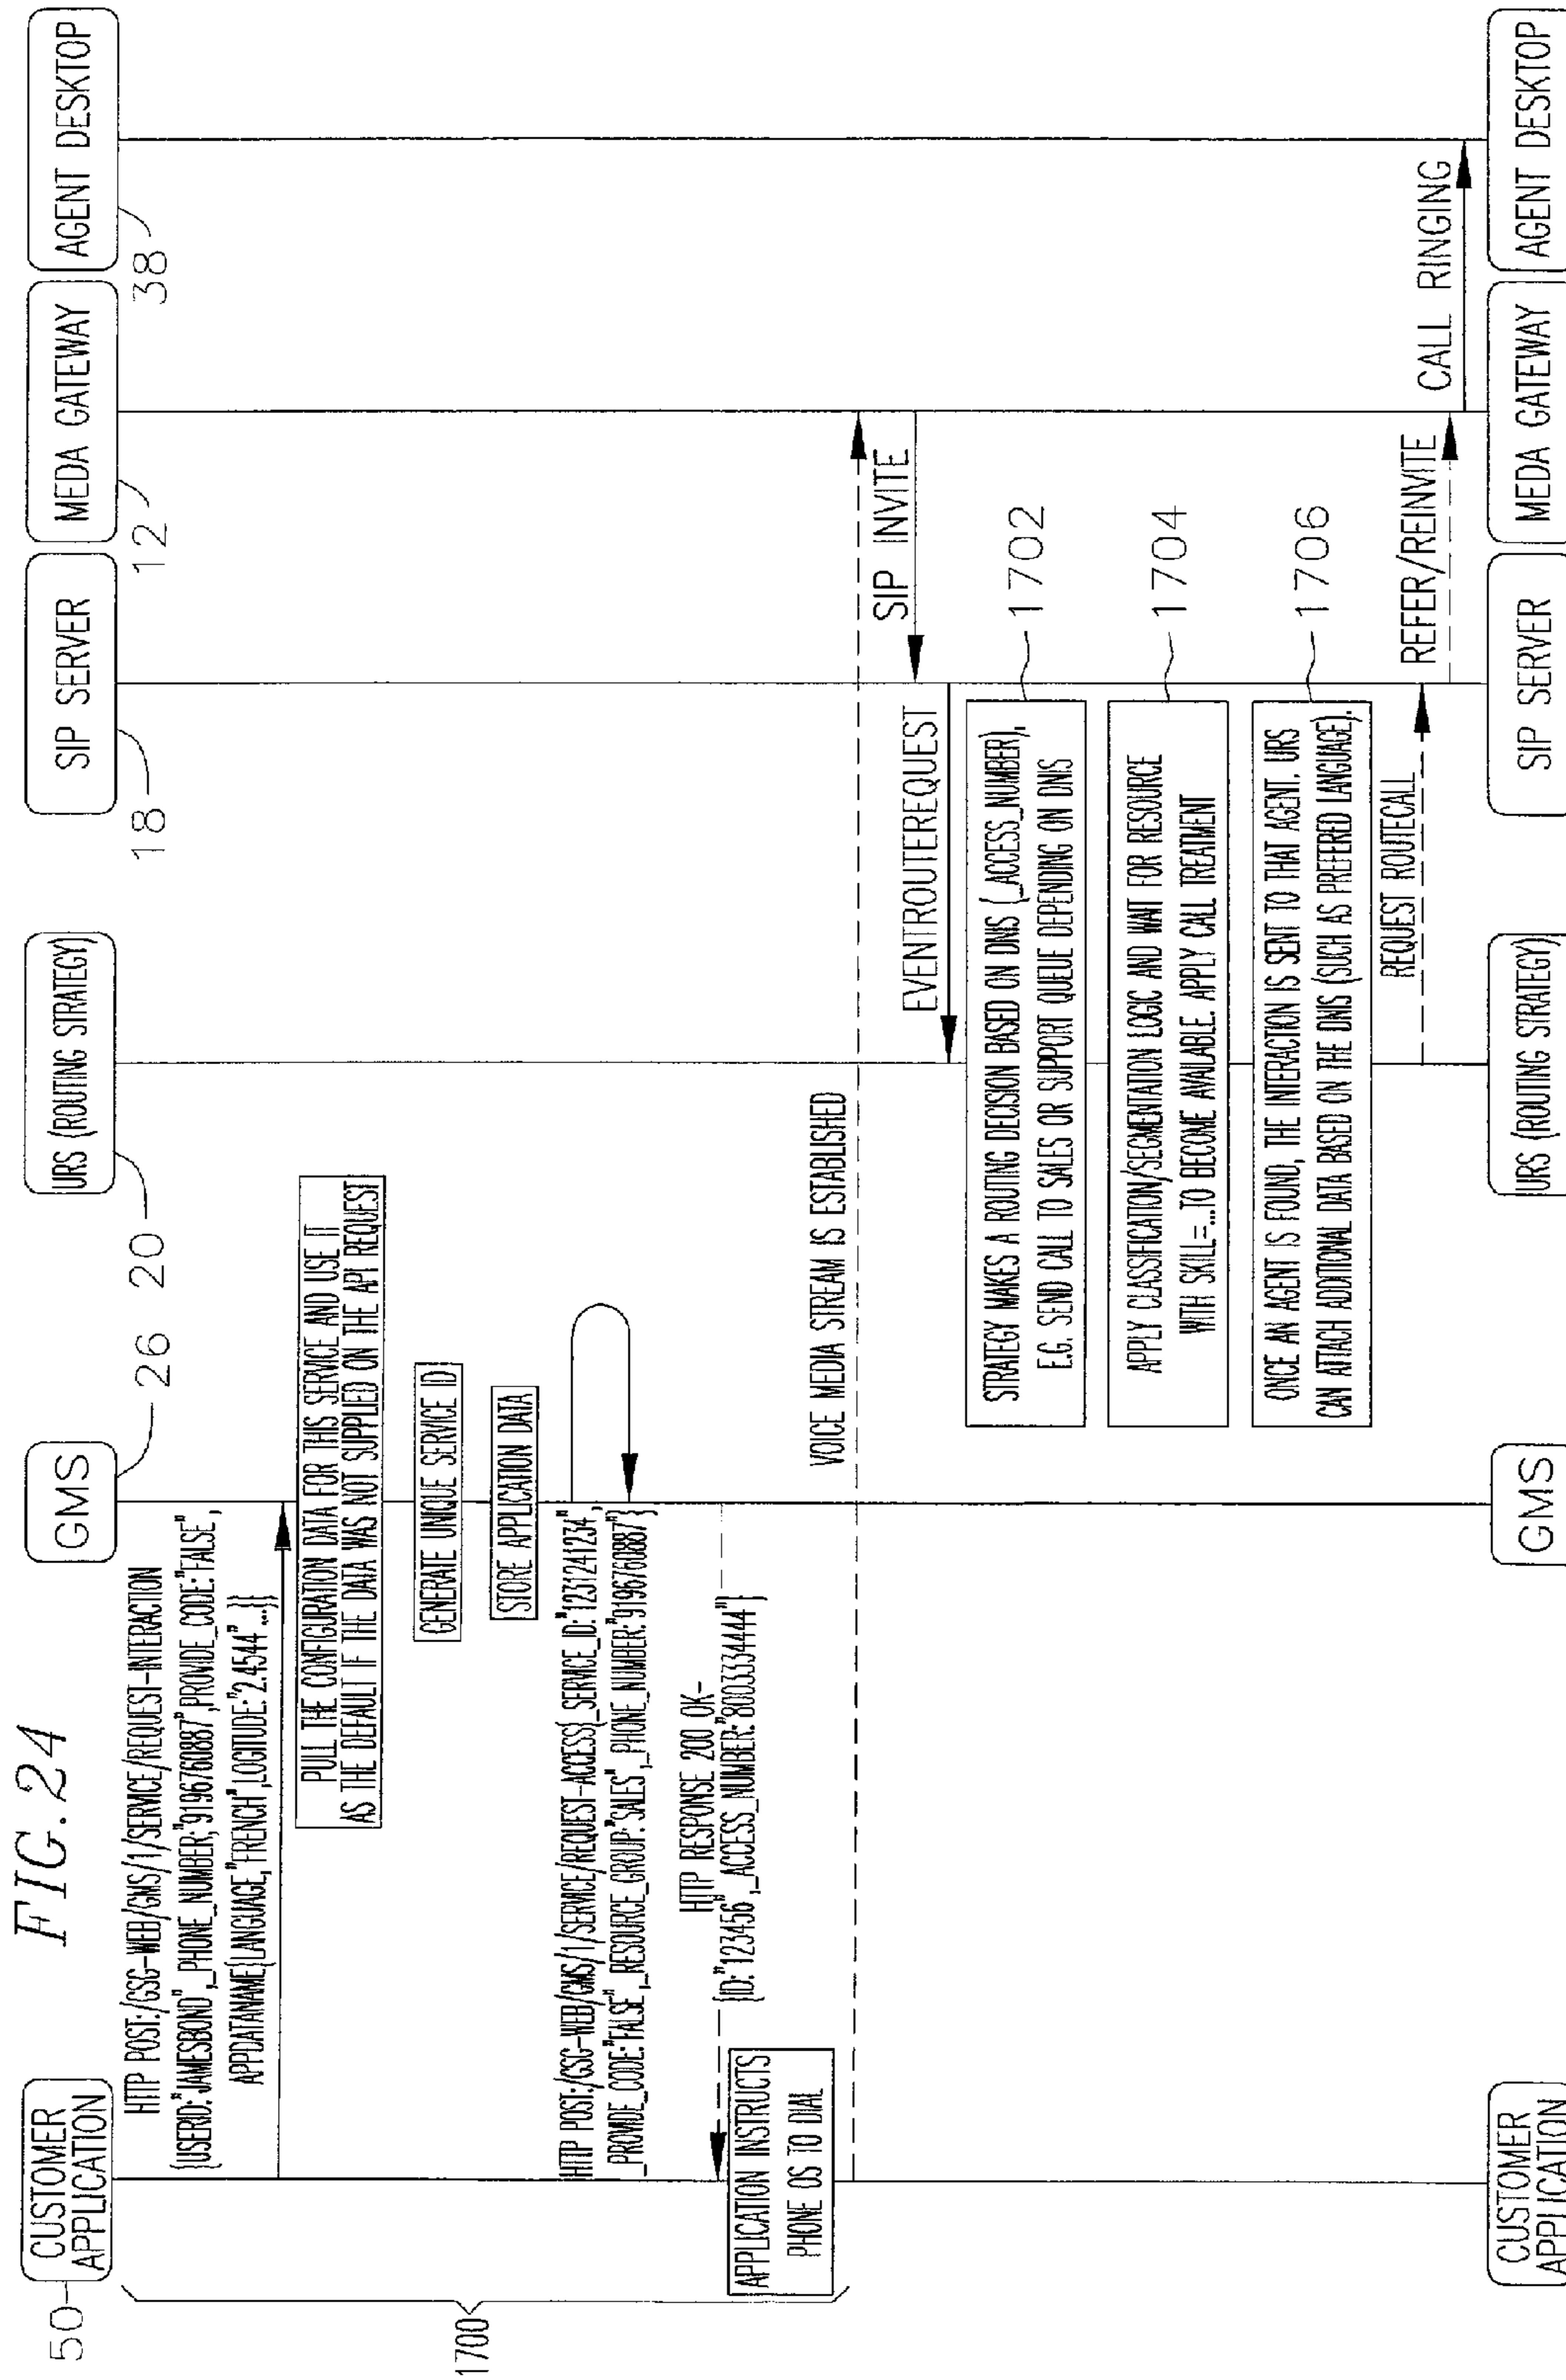 FIG. 24
50
CUSTOMER
APPLICATION
GMS
26
URS (ROUTING STRATEGY)
20
SIP SERVER
18
MEDA GATEWAY
12
AGENT DESKTOP
38
1700
HTTP POST:/GSG-WEB/GMS/1/SERVICE/REQUEST-INTERACTION
{USERID:"JAMESBOND",_PHONE_NUMBER;"9196760887",PROVIDE_CODE:"FALSE",
APPDATANAME{LANGUAGE,"FRENCH",LOGITUDE:"2.4544"...}}
PULL THE CONFIGURATION DATA FOR THIS SERVICE AND USE IT
AS THE DEFAULT IF THE DATA WAS NOT SUPPLIED ON THE API REQUEST
GENERATE UNIQUE SERVICE ID
STORE APPLICATION DATA
HTTP POST:/GSG-WEB/GMS/1/SERVICE/REQUEST-ACCESS{_SERVICE_ID:"1231241234",
_PROVIDE_CODE:"FALSE",_RESOURCE_GROUP:"SALES",_PHONE_NUMBER:"9196760887"}
HTTP RESPONSE 200 OK-
{ID:"123456",_ACCESS_NUMBER:"8003334444"}
APPLICATION INSTRUCTS
PHONE OS TO DIAL
VOICE MEDIA STREAM IS ESTABLISHED
SIP INVITE
EVENTROUTEREQUEST
STRATEGY MAKES A ROUTING DECISION BASED ON DNIS (_ACCESS_NUMBER),
E.G. SEND CALL TO SALES OR SUPPORT QUEUE DEPENDING ON DNIS
1702
APPLY CLASSIFICATION/SEGMENTATION LOGIC AND WAIT FOR RESOURCE
WITH SKILL=...TO BECOME AVAILABLE. APPLY CALL TREATMENT
1704
ONCE AN AGENT IS FOUND, THE INTERACTION IS SENT TO THAT AGENT. URS
CAN ATTACH ADDITIONAL DATA BASED ON THE DNIS (SUCH AS PREFERED LANGUAGE).
1706
REQUEST ROUTECALL
REFER/REINVITE
CALL RINGING
CUSTOMER
APPLICATION
GMS
URS (ROUTING STRATEGY)
SIP SERVER
MEDA GATEWAY
AGENT DESKTOP